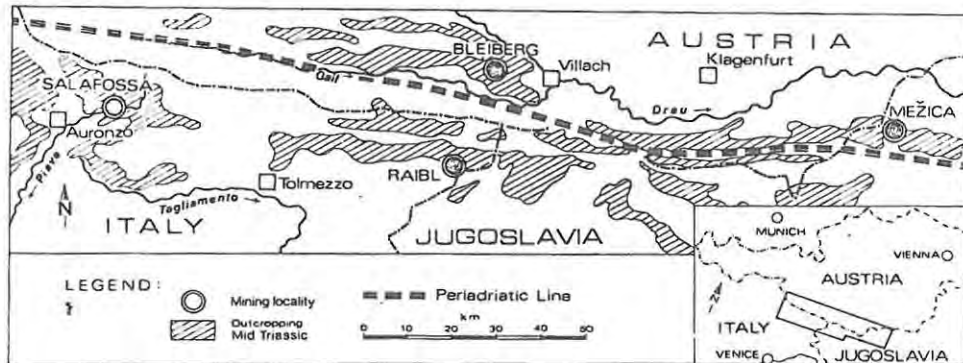 AUSTRIA
BLEIBERG
Villach
Klagenfurt
Gail
Drau
SALAFOSSA
Auronzo
MEŽICA
Piave
RAIBL
Tolmezzo
Tagliamento
N
ITALY
JUGOSLAVIA
LEGEND:
Mining locality
Outcropping
Mid Triassic
Periadriatic Line
km
0 10 20 30 40 50
MUNICH
VIENNA
AUSTRIA
N
ITALY
VENICE
JUGOSLAVIA